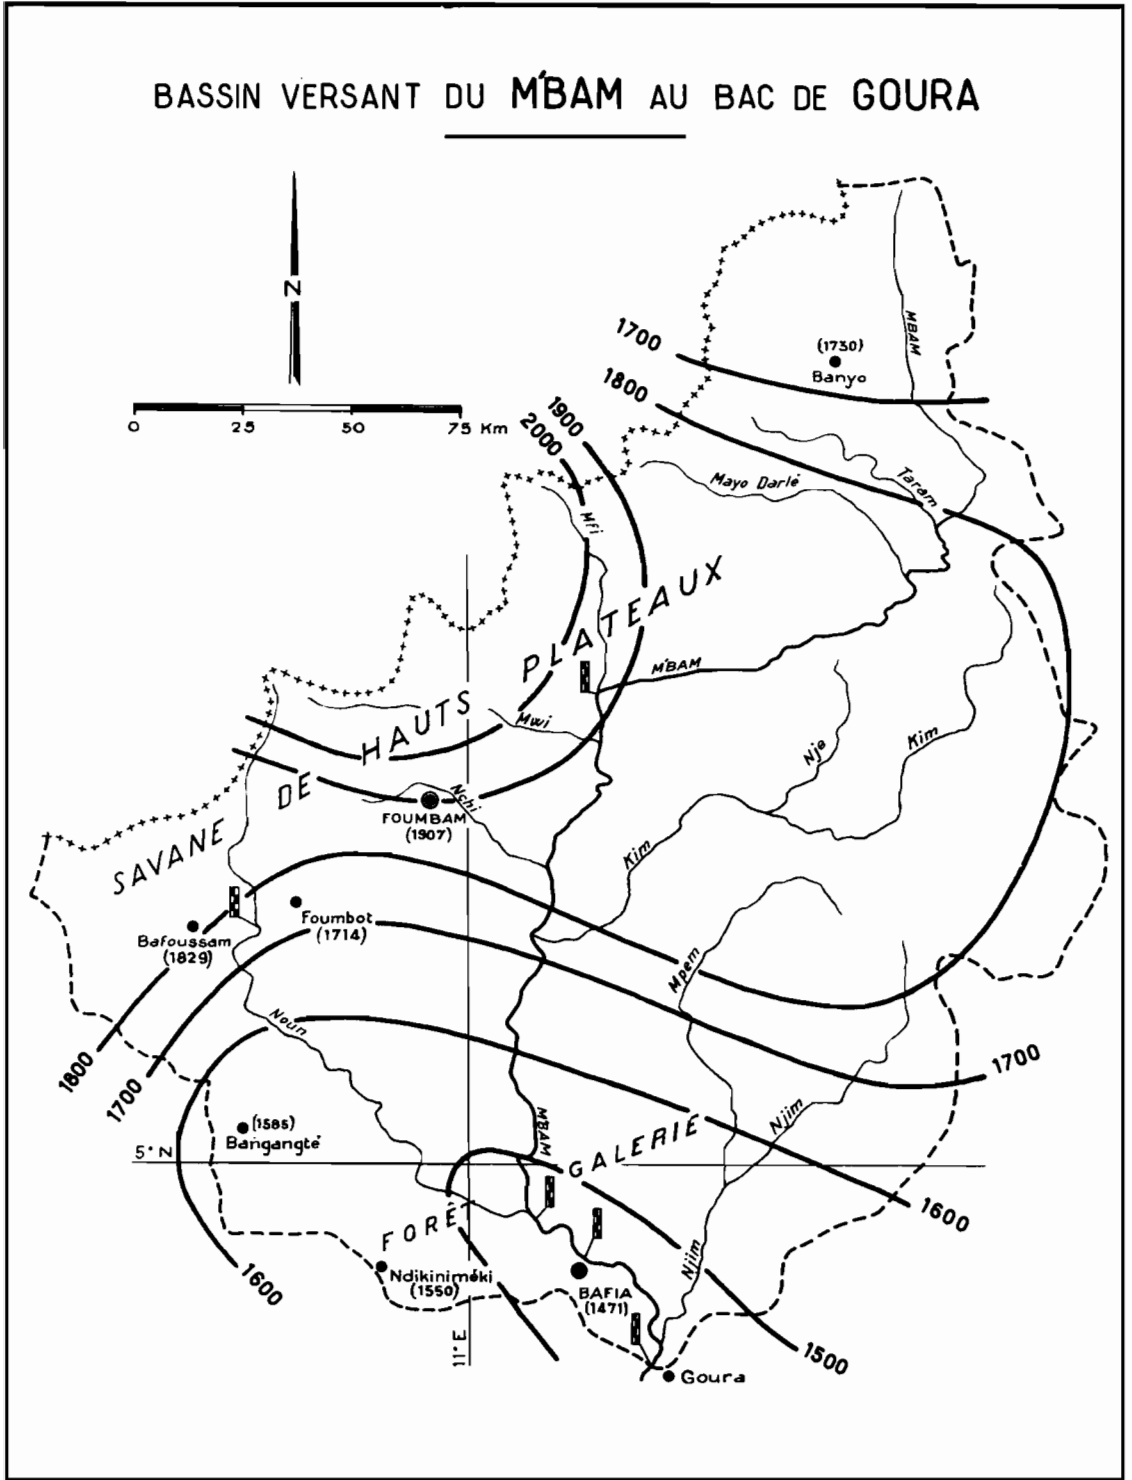 BASSIN VERSANT DU M'BAM AU BAC DE GOURA
N
0 25 50 75 Km
1700
(1730)
Banyo
MBAM
1800
1900
2000
Mayo Darlé
Taram
Mfi
SAVANE DE HAUTS PLATEAUX
M'BAM
Mwi
Nje
Kim
Nchi
FOUMBAM
(1907)
Kim
Foumbot
(1714)
Bafoussam
(1829)
Mpem
Noun
1800
1700
1700
(1585)
Bangangté
MBAM
Njim
5° N
FORÊ GALERIE
1600
1600
Ndikiniméki
(1550)
BAFIA
(1471)
Njim
11° E
1500
Goura